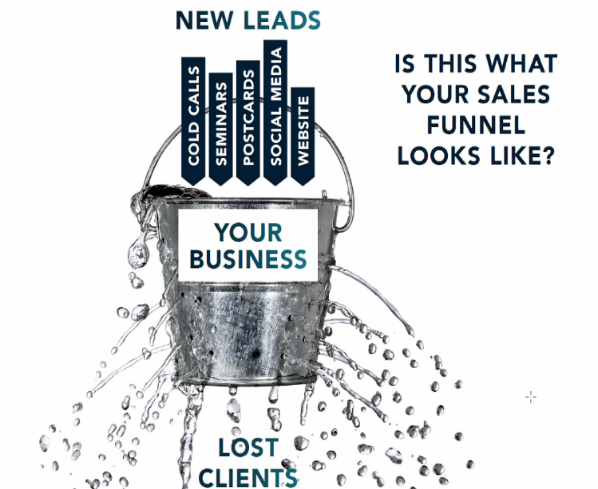 NEW LEADS
COLD CALLS
SEMINARS
POSTCARDS
SOCIAL MEDIA
WEBSITE
IS THIS WHAT
YOUR SALES
FUNNEL
LOOKS LIKE?
YOUR
BUSINESS
LOST
CLIENTS